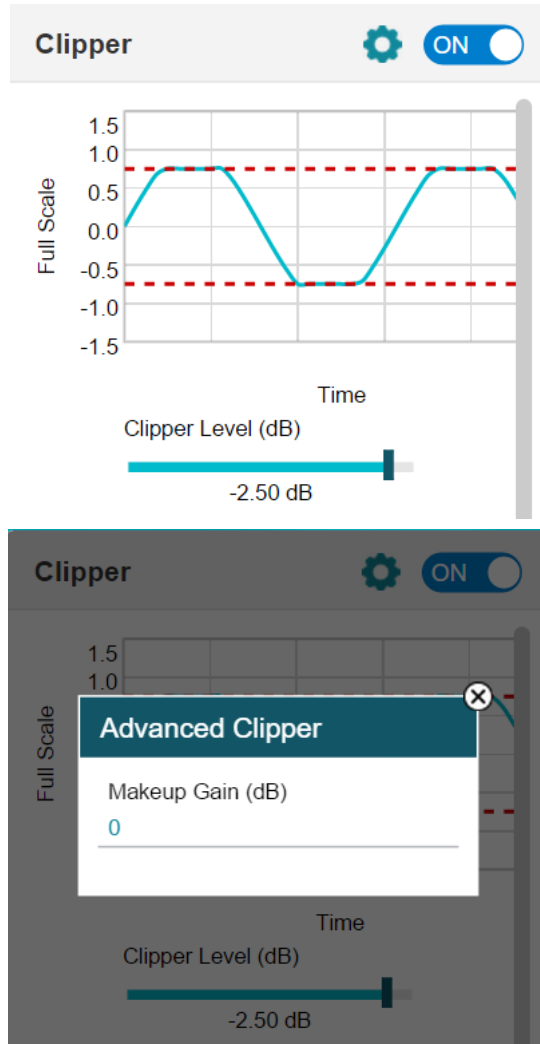 Clipper
ON
1.5
1.0
0.5
0.0
-0.5
-1.0
-1.5
Full Scale
Time
Clipper Level (dB)
-2.50 dB
Clipper
ON
1.5
1.0
Full Scale
Advanced Clipper
Makeup Gain (dB)
0
Time
Clipper Level (dB)
-2.50 dB